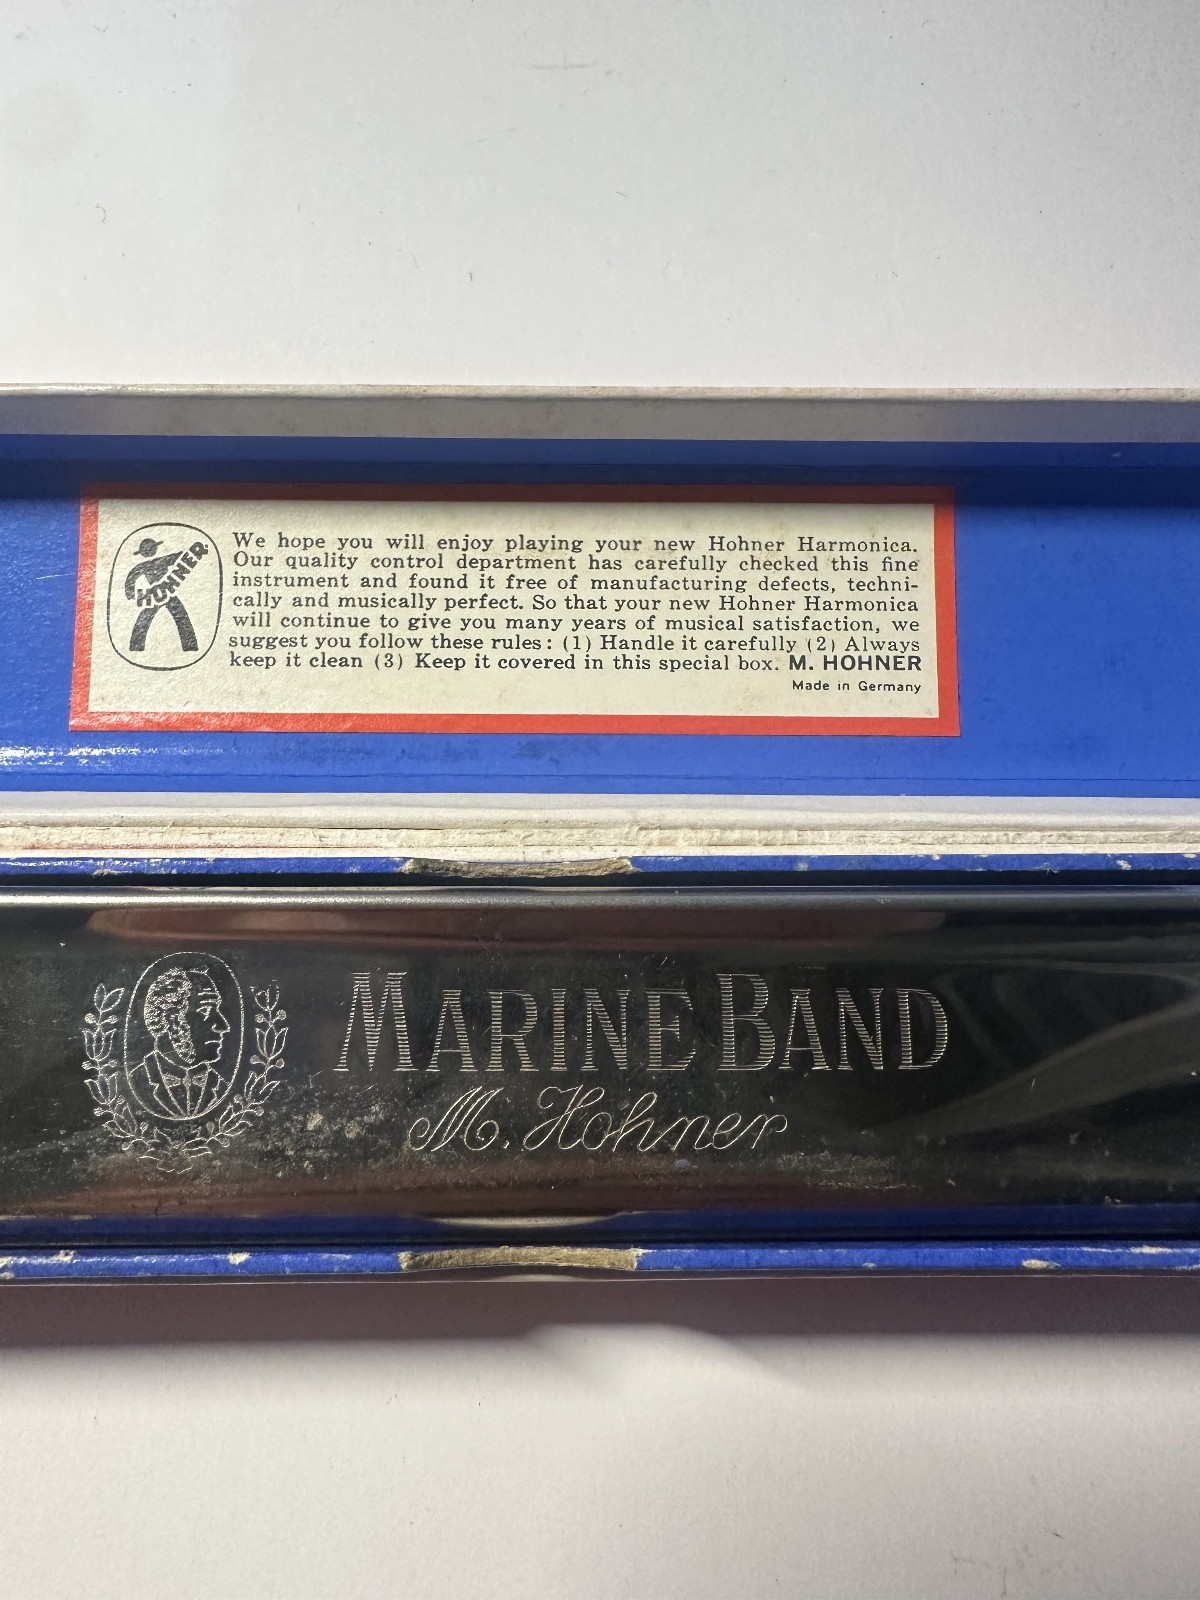 HOHNER.
We hope you will enjoy playing your new Hohner Harmonica.
Our quality control department has carefully checked this fine
instrument and found it free of manufacturing defects, techni-
cally and musically perfect. So that your new Hohner Harmonica
will continue to give you many years of musical satisfaction, we
suggest you follow these rules: (1) Handle it carefully (2) Always
keep it clean (3) Keep it covered in this special box. M. HOHNER
Made in Germany
MARINE BAND
M. Hohner